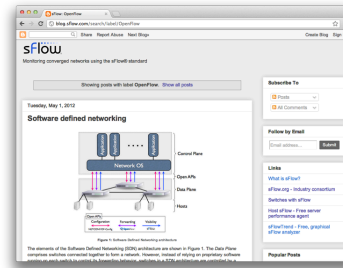 sFlow: OpenFlow
blog.sflow.com/search/label/OpenFlow
Share Report Abuse Next Blog»
Create Blog Sign
sFlow
Monitoring converged networks using the sFlow® standard
Showing posts with label OpenFlow. Show all posts
Tuesday, May 1, 2012
Software defined networking
Applications
Applications
Applications
Network OS
Control Plane
Open APIs
Data Plane
Hosts
Open APIs
Configuration Forwarding Visibility
Figure 1: Software Defined Networking architecture
The elements of the Software Defined Networking (SDN) architecture are shown in Figure 1. The Data Plane
comprises switches connected together to form a network. However, instead of relying on proprietary software
Subscribe To
Posts
All Comments
Follow by Email
Email address...
Submit
Links
What is sFlow?
sFlow.org - Industry consortium
Switches with sFlow
Host sFlow - Free server
performance agent
sFlowTrend - Free, graphical
sFlow analyzer
Popular Posts